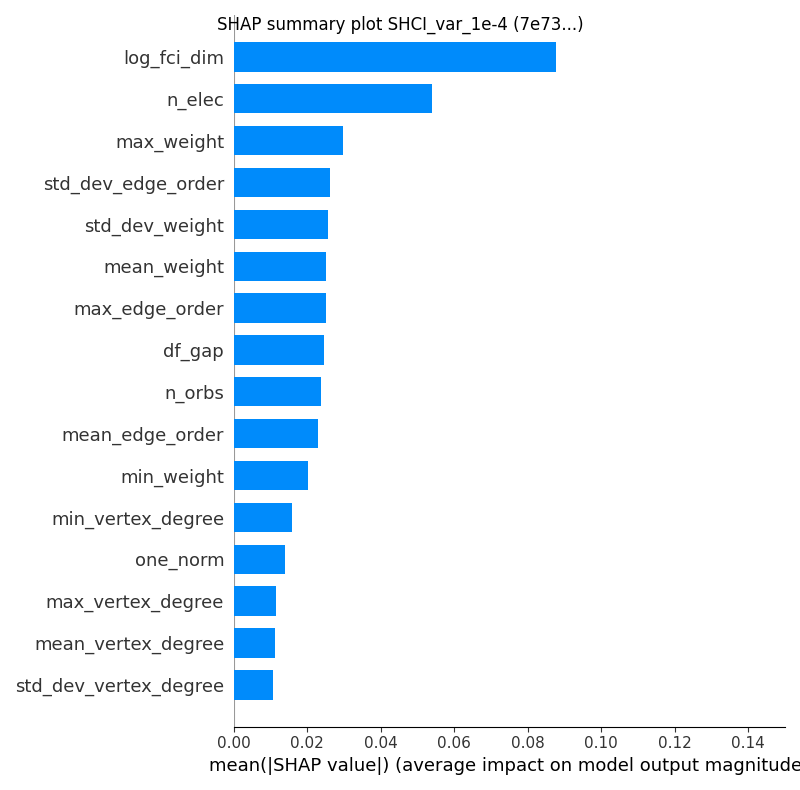 SHAP summary plot SHCI_var_1e-4 (7e73...)
log_fci_dim
n_elec
max_weight
std_dev_edge_order
std_dev_weight
mean_weight
max_edge_order
df_gap
n_orbs
mean_edge_order
min_weight
min_vertex_degree
one_norm
max_vertex_degree
mean_vertex_degree
std_dev_vertex_degree
0.00 0.02 0.04 0.06 0.08 0.10 0.12 0.14
mean(|SHAP value|) (average impact on model output magnitude